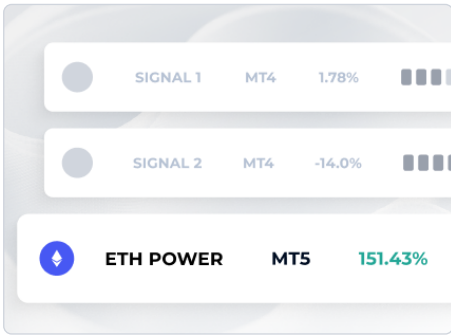 SIGNAL 1 MT4 1.78%
SIGNAL 2 MT4 -14.0%
ETH POWER MT5 151.43%